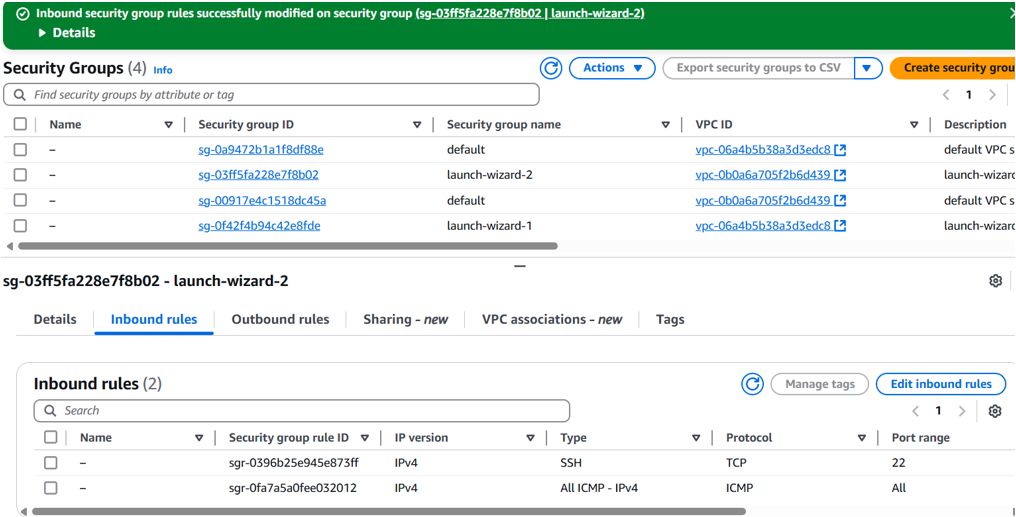 Inbound security group rules successfully modified on security group (sg-03ff5fa228e7f8b02 | launch-wizard-2)
Details
Security Groups (4) Info
Actions
Export security groups to CSV
Create security grou
Find security groups by attribute or tag
1
Name Security group ID Security group name VPC ID Description
– sg-0a9472b1a1f8df88e default vpc-06a4b5b38a3d3edc8 default VPC s
– sg-03ff5fa228e7f8b02 launch-wizard-2 vpc-0b0a6a705f2b6d439 launch-wizard
– sg-00917e4c1518dc45a default vpc-0b0a6a705f2b6d439 default VPC s
– sg-0f42f4b94c42e8fde launch-wizard-1 vpc-06a4b5b38a3d3edc8 launch-wizard
sg-03ff5fa228e7f8b02 - launch-wizard-2
Details Inbound rules Outbound rules Sharing - new VPC associations - new Tags
Inbound rules (2)
Manage tags
Edit inbound rules
Search
1
Name Security group rule ID IP version Type Protocol Port range
– sgr-0396b25e945e873ff IPv4 SSH TCP 22
– sgr-0fa7a5a0fee032012 IPv4 All ICMP - IPv4 ICMP All